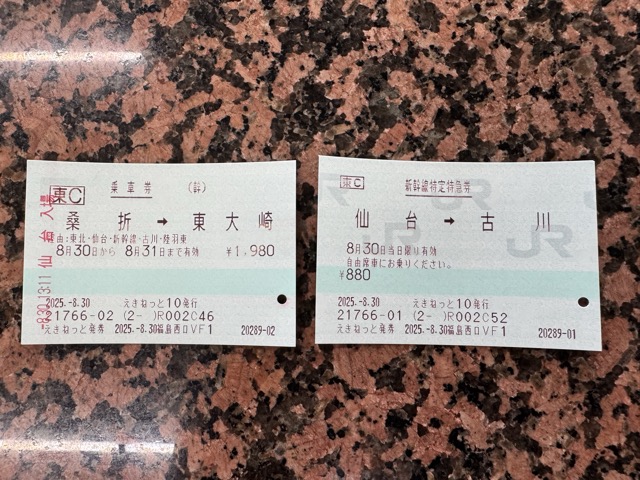 東C 乗車券 (幹)
桑折 → 東大崎
経由:東北・仙台・新幹線・古川・陸羽東
8月30日から 8月31日まで有効 ¥1,980
2025.-8.30 えきねっと10発行
21766-02 (2- )R002C46
えきねっと発券 2025.-8.30福島西口VF1 20289-02
8.30 13:11 仙台 入場
東C 新幹線特定特急券
仙台 → 古川
8月30日当日限り有効
自由席車にお乗りください。
¥880
JR
2025.-8.30 えきねっと10発行
21766-01 (2- )R002C52
えきねっと発券 2025.-8.30福島西口VF1 20289-01